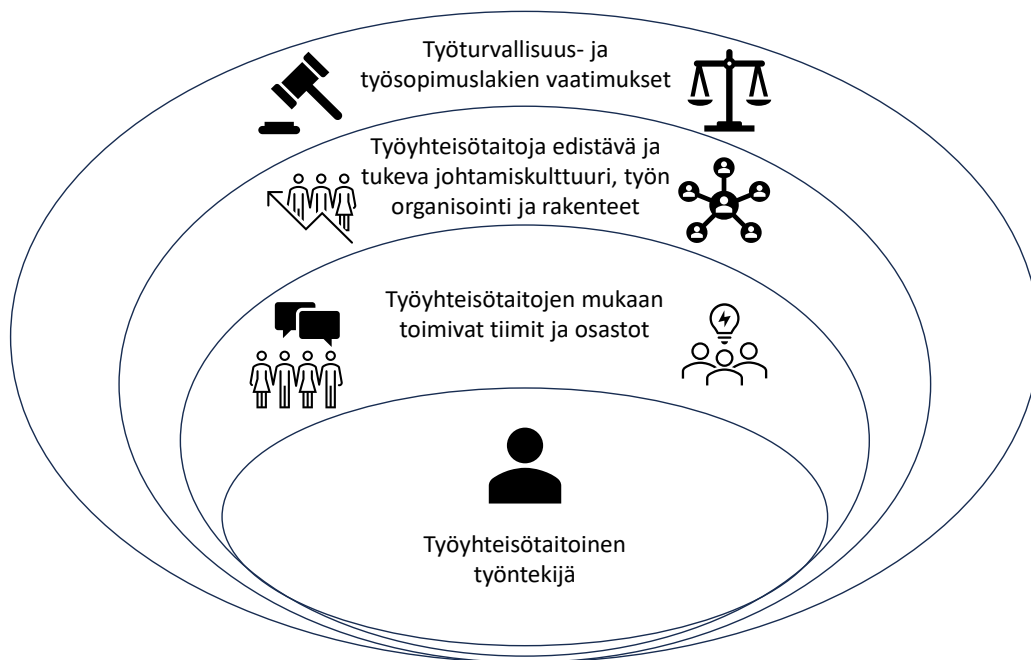 Työturvallisuus- ja
työsopimuslakien vaatimukset
Työyhteisötaitoja edistävä ja
tukeva johtamiskulttuuri, työn
organisointi ja rakenteet
Työyhteisötaitojen mukaan
toimivat tiimit ja osastot
Työyhteisötaitoinen
työntekijä